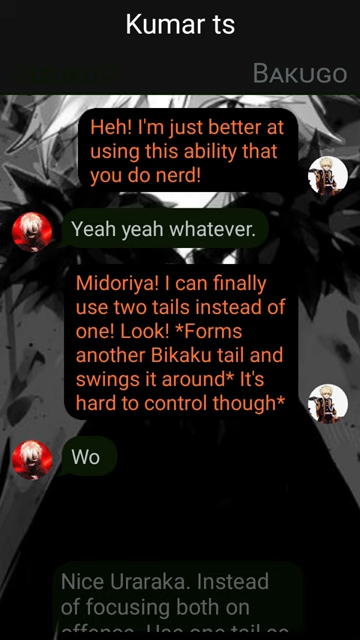 Kumar ts
BAKUGO
Heh! I'm just better at
using this ability that
you do nerd!
Yeah yeah whatever.
Midoriya! I can finally
use two tails instead of
one! Look! *Forms
another Bikaku tail and
swings it around* It's
hard to control though*
Wo
Nice Uraraka. Instead
of focusing both on
offence. Use one tail as